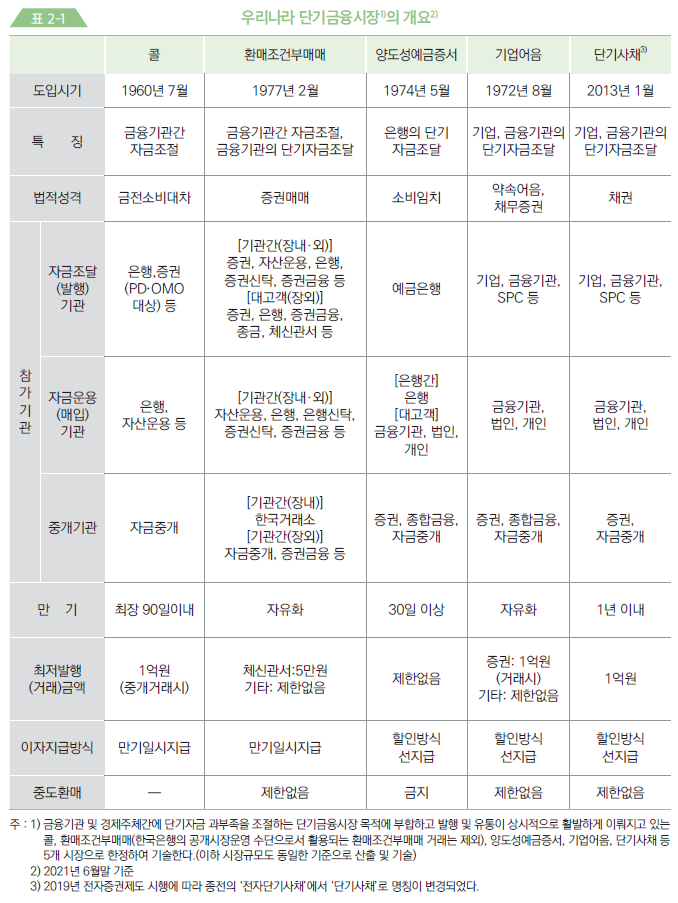 표 2-1
우리나라 단기금융시장1)의 개요2)
콜 환매조건부매매 양도성예금증서 기업어음 단기사채3)
도입시기 1960년 7월 1977년 2월 1974년 5월 1972년 8월 2013년 1월
특 징
금융기관간
자금조절
금융기관간 자금조절,
금융기관의 단기자금조달
은행의 단기
자금조달
기업, 금융기관의
단기자금조달
기업, 금융기관의
단기자금조달
법적성격
금전소비대차
증권매매
소비임치
약속어음,
채무증권
채권
참
가
기
관
자금조달
(발행)
기관
은행,증권
(PD·OMO
대상) 등
[기관간(장내·외)]
증권, 자산운용, 은행,
증권신탁, 증권금융 등
[대고객(장외)]
증권, 은행, 증권금융,
종금, 체신관서 등
예금은행
기업, 금융기관,
SPC 등
기업, 금융기관,
SPC 등
자금운용
(매입)
기관
은행,
자산운용 등
[기관간(장내·외)]
자산운용, 은행, 은행신탁,
증권신탁, 증권금융 등
[은행간]
은행
[대고객]
금융기관, 법인,
개인
금융기관,
법인, 개인
금융기관,
법인, 개인
중개기관
자금중개
[기관간(장내)]
한국거래소
[기관간(장외)]
자금중개, 증권금융 등
증권, 종합금융,
자금중개
증권, 종합금융,
자금중개
증권,
자금중개
만 기 최장 90일이내 자유화 30일 이상 자유화 1년 이내
최저발행
(거래)금액
1억원
(중개거래시)
체신관서:5만원
기타: 제한없음
제한없음
증권: 1억원
(거래시)
기타: 제한없음
1억원
이자지급방식
만기일시지급
만기일시지급
할인방식
선지급
할인방식
선지급
할인방식
선지급
중도환매 — 제한없음 금지 제한없음 제한없음
주 : 1) 금융기관 및 경제주체간에 단기자금 과부족을 조절하는 단기금융시장 목적에 부합하고 발행 및 유통이 상시적으로 활발하게 이뤄지고 있는
콜, 환매조건부매매(한국은행의 공개시장운영 수단으로서 활용되는 환매조건부매매 거래는 제외), 양도성예금증서, 기업어음, 단기사채 등
5개 시장으로 한정하여 기술한다.(이하 시장규모도 동일한 기준으로 산출 및 기술)
2) 2021년 6월말 기준
3) 2019년 전자증권제도 시행에 따라 종전의 '전자단기사채'에서 '단기사채'로 명칭이 변경되었다.